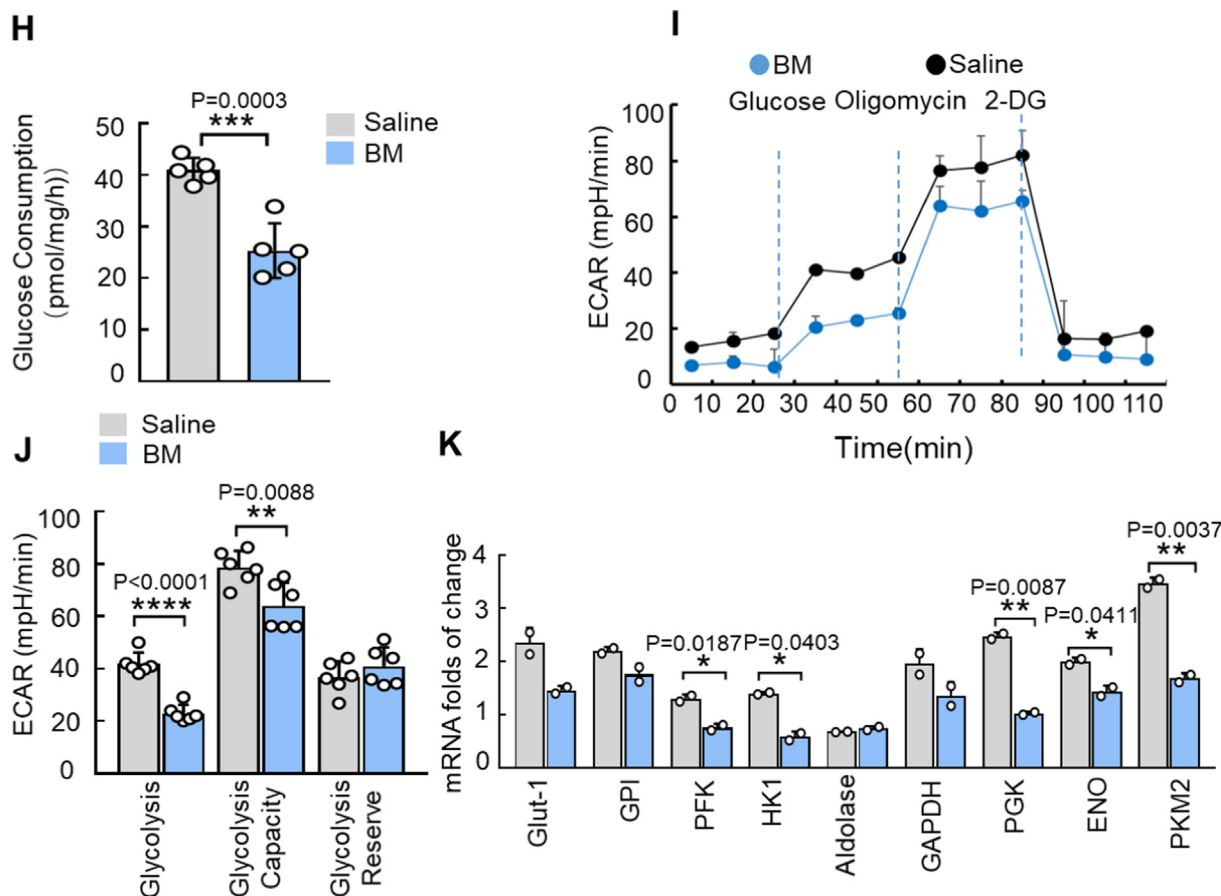 H
P=0.0003
***
Saline
BM
50
40
30
20
10
0
Glucose Consumption
(pmol/mg/h))
I
BM
Saline
Glucose Oligomycin 2-DG
80
60
40
20
0
ECAR (mpH/min)
0 10 20 30 40 50 60 70 80 90 100 110
Time(min)
J
Saline
BM
P<0.0001
****
P=0.0088
**
100
80
60
40
20
0
ECAR (mpH/min)
Glycolysis
Glycolysis
Capacity
Glycolysis
Reserve
K
P=0.0187
*
P=0.0403
*
P=0.0087
**
P=0.0411
*
P=0.0037
**
4
2
1
0
mRNA folds of change
Glut-1
GPI
PFK
HK1
Aldolase
GAPDH
PGK
ENO
PKM2